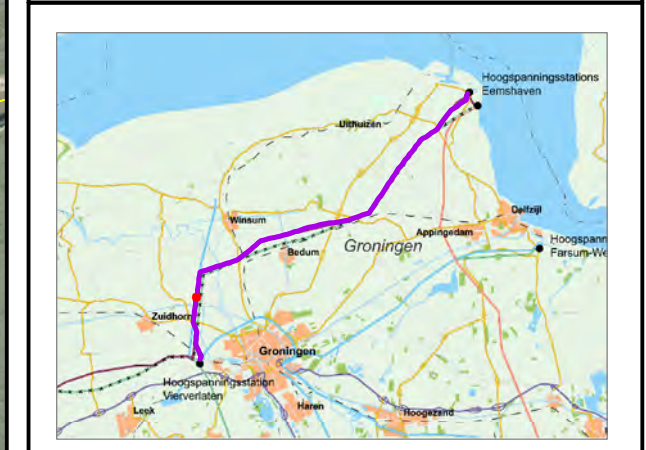 Hoogspanningsstations
Eemshaven
Uithuizen
Delfzijl
Winsum
Appingedam
Groningen
Bedum
Hoogspann
Farsum-We
Zuidhorn
Groningen
Hoogspanningsstation
Vierverlaten
Leek
Haren
Hoogezand